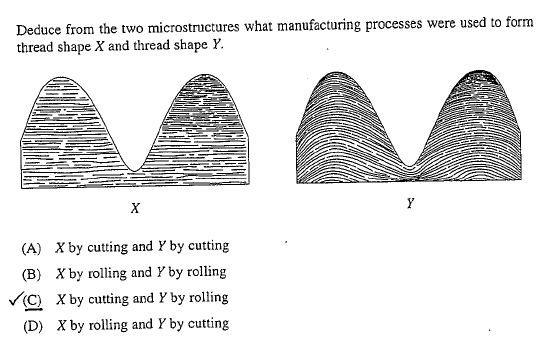 Deduce from the two microstructures what manufacturing processes were used to form
thread shape X and thread shape Y.
X
Y
(A) X by cutting and Y by cutting
(B) X by rolling and Y by rolling
✓(C) X by cutting and Y by rolling
(D) X by rolling and Y by cutting